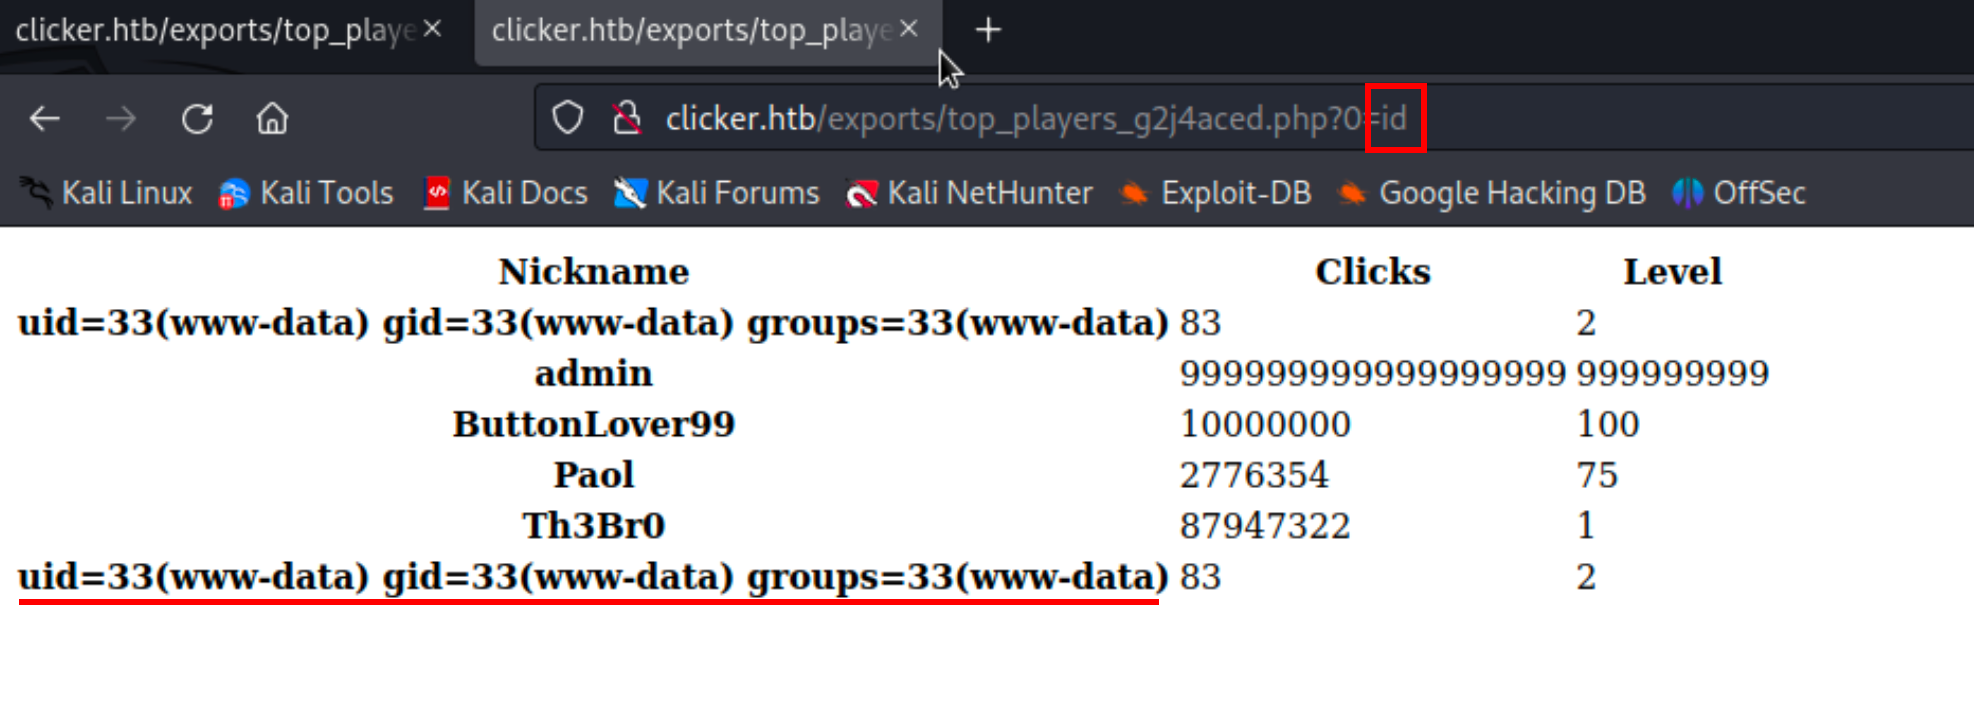 clicker.htb/exports/top_playe clicker.htb/exports/top_playe
clicker.htb/exports/top_players_g2j4aced.php?0=id
Kali Linux Kali Tools Kali Docs Kali Forums Kali NetHunter Exploit-DB Google Hacking DB OffSec
Nickname Clicks Level
uid=33(www-data) gid=33(www-data) groups=33(www-data) 83 2
admin 999999999999999999 999999999
ButtonLover99 10000000 100
Paol 2776354 75
Th3Br0 87947322 1
uid=33(www-data) gid=33(www-data) groups=33(www-data) 83 2